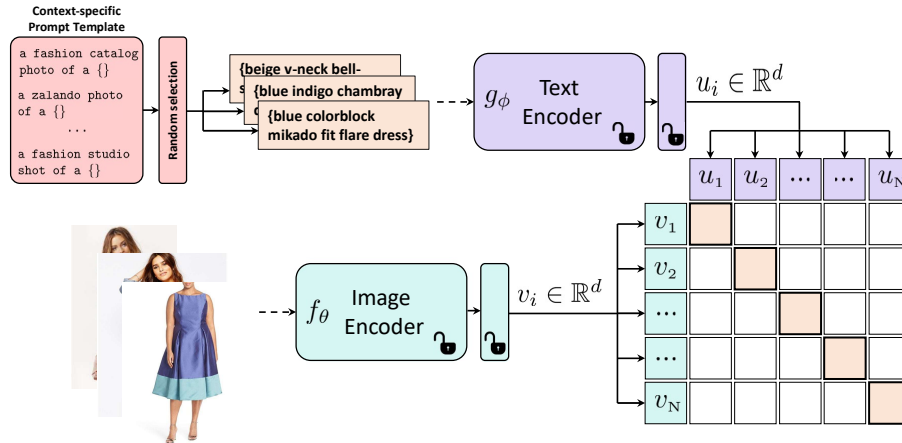 Context-specific
Prompt Template
a fashion catalog
photo of a {}
a zalando photo
of a {}
...
a fashion studio
shot of a {}
Random selection
{beige v-neck bell-
s
{blue indigo chambray
{blue colorblock
mikado fit flare dress}
g_ϕ Text
Encoder
u_i ∈ ℝ^d
u_1 u_2 ... ... u_N
v_1
v_2
...
...
v_N
f_θ Image
Encoder
v_i ∈ ℝ^d